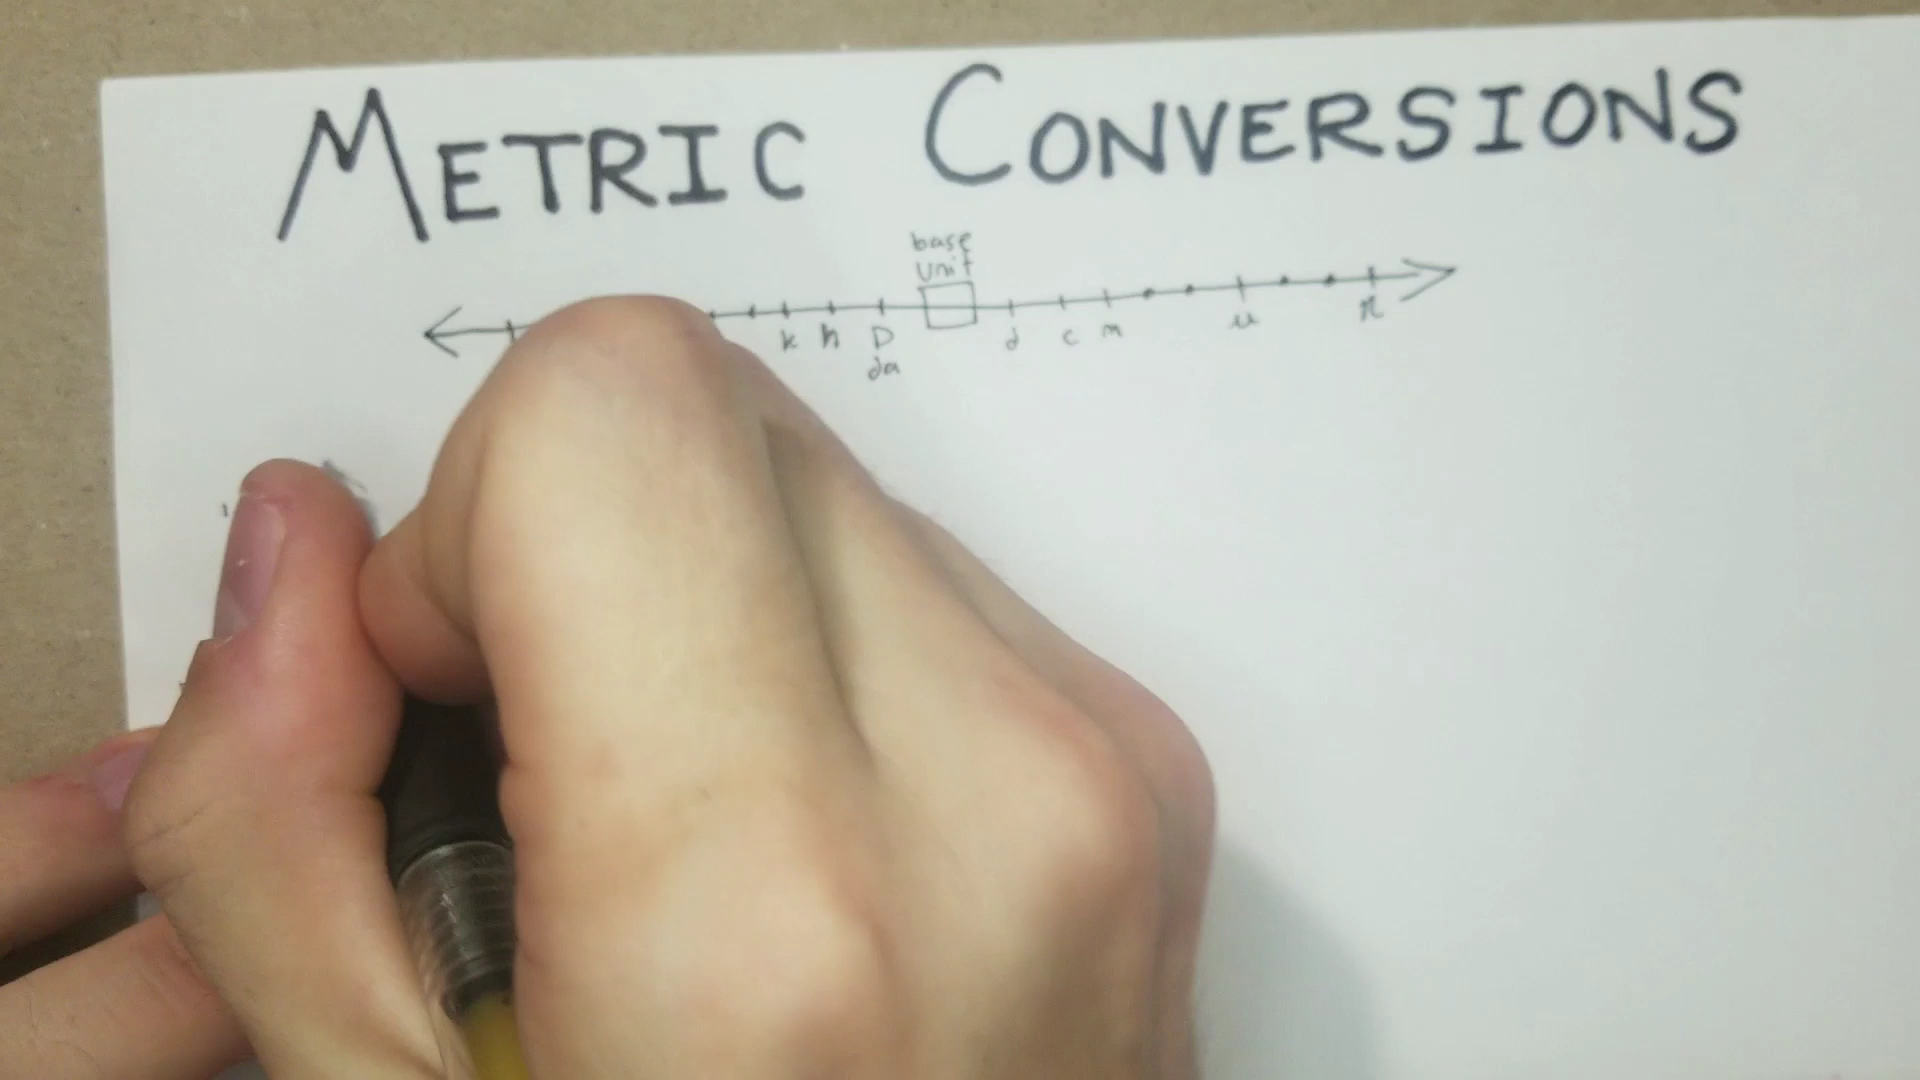 METRIC CONVERSIONS
base
unit
k h D d c m μ n
da